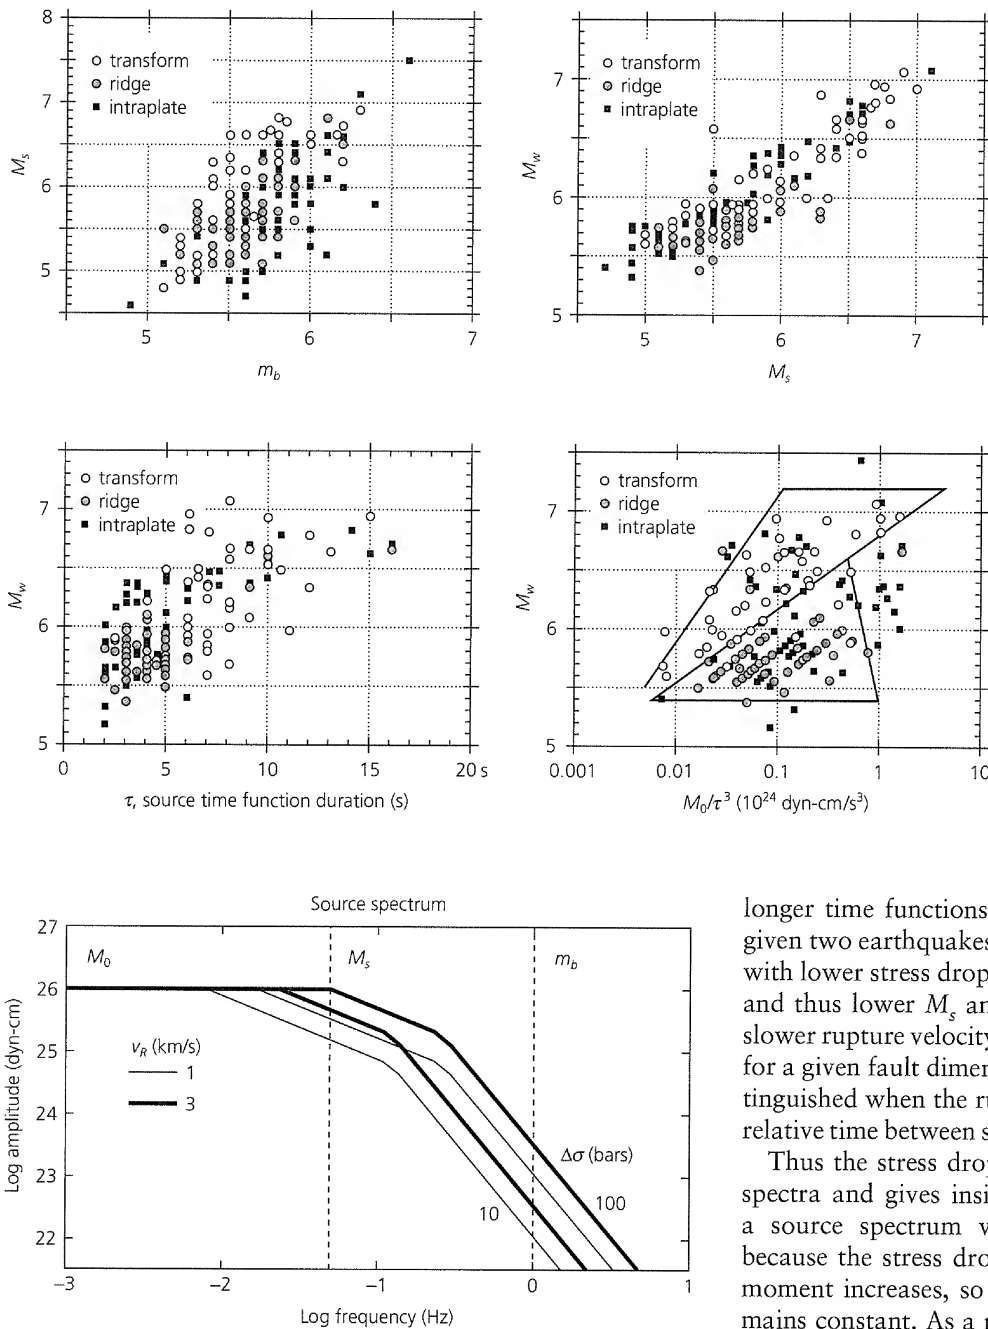 8
7
6
5
M_s
transform
ridge
intraplate
5
6
7
m_b
7
6
5
M_w
transform
ridge
intraplate
5
6
7
M_s
7
6
5
M_w
transform
ridge
intraplate
0
5
10
15
20 s
τ, source time function duration (s)
7
6
5
M_w
transform
ridge
intraplate
0.001
0.01
0.1
1
10
M_0/τ^3 (10^24 dyn-cm/s^3)
Source spectrum
27
26
25
24
23
22
Log amplitude (dyn-cm)
M_0
M_s
m_b
v_R (km/s)
1
3
Δσ (bars)
10
100
−3
−2
−1
0
1
Log frequency (Hz)
longer time functions
given two earthquakes
with lower stress drop
and thus lower M_s an
slower rupture velocity
for a given fault dimen
tinguished when the ru
relative time between s
Thus the stress drop
spectra and gives insi
a source spectrum v
because the stress dro
moment increases, so
mains constant. As a r